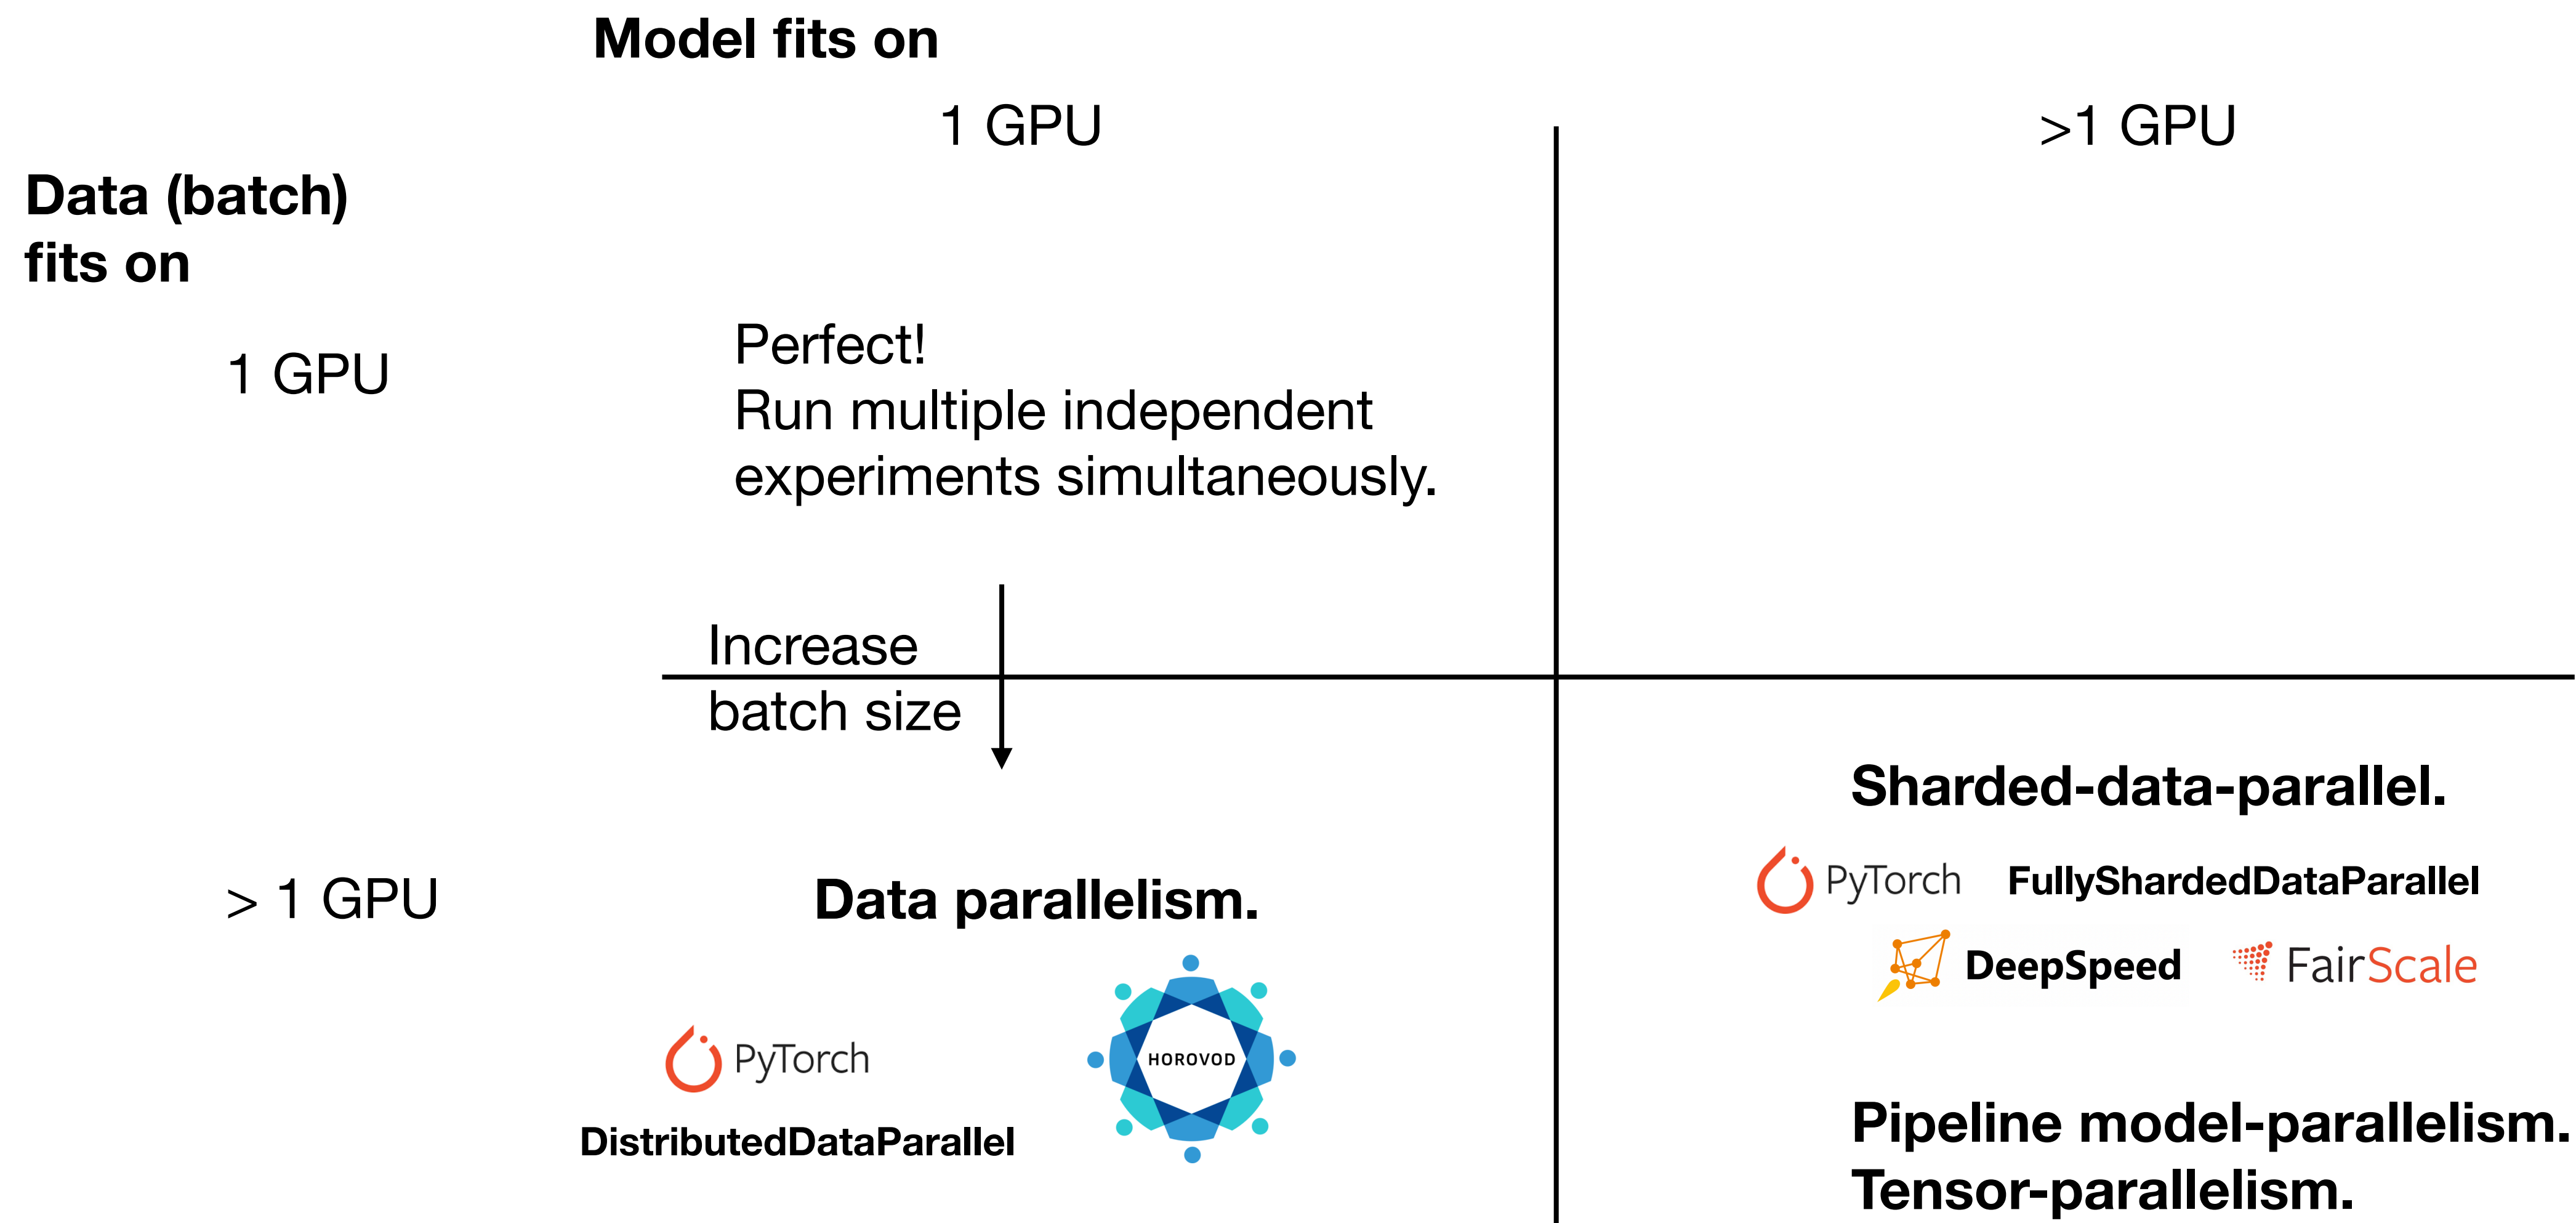 Model fits on
1 GPU
>1 GPU
Data (batch)
fits on
1 GPU
Perfect!
Run multiple independent
experiments simultaneously.
Increase
batch size
> 1 GPU
Data parallelism.
PyTorch
DistributedDataParallel
HOROVOD
Sharded-data-parallel.
PyTorch FullyShardedDataParallel
DeepSpeed FairScale
Pipeline model-parallelism.
Tensor-parallelism.